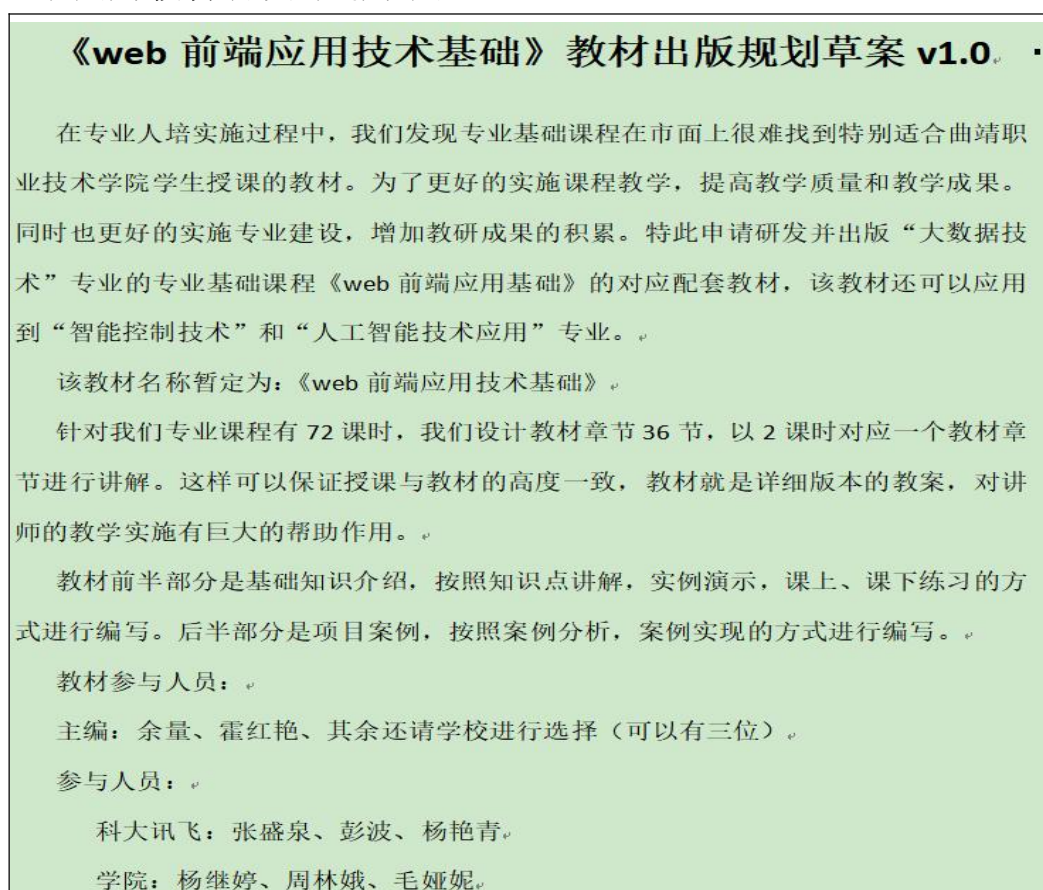 《web 前端应用技术基础》教材出版规划草案 v1.0
在专业人培实施过程中，我们发现专业基础课程在市面上很难找到特别适合曲靖职
业技术学院学生授课的教材。为了更好的实施课程教学，提高教学质量和教学成果。
同时也更好的实施专业建设，增加教研成果的积累。特此申请研发并出版“大数据技
术”专业的专业基础课程《web 前端应用基础》的对应配套教材，该教材还可以应用
到“智能控制技术”和“人工智能技术应用”专业。
该教材名称暂定为：《web 前端应用技术基础》
针对我们专业课程有 72 课时，我们设计教材章节 36 节，以 2 课时对应一个教材章
节进行讲解。这样可以保证授课与教材的高度一致，教材就是详细版本的教案，对讲
师的教学实施有巨大的帮助作用。
教材前半部分是基础知识介绍，按照知识点讲解，实例演示，课上、课下练习的方
式进行编写。后半部分是项目案例，按照案例分析，案例实现的方式进行编写。
教材参与人员：
主编：余量、霍红艳、其余还请学校进行选择（可以有三位）
参与人员：
科大讯飞：张盛泉、彭波、杨艳青
学院：杨继婷、周林娥、毛娅妮